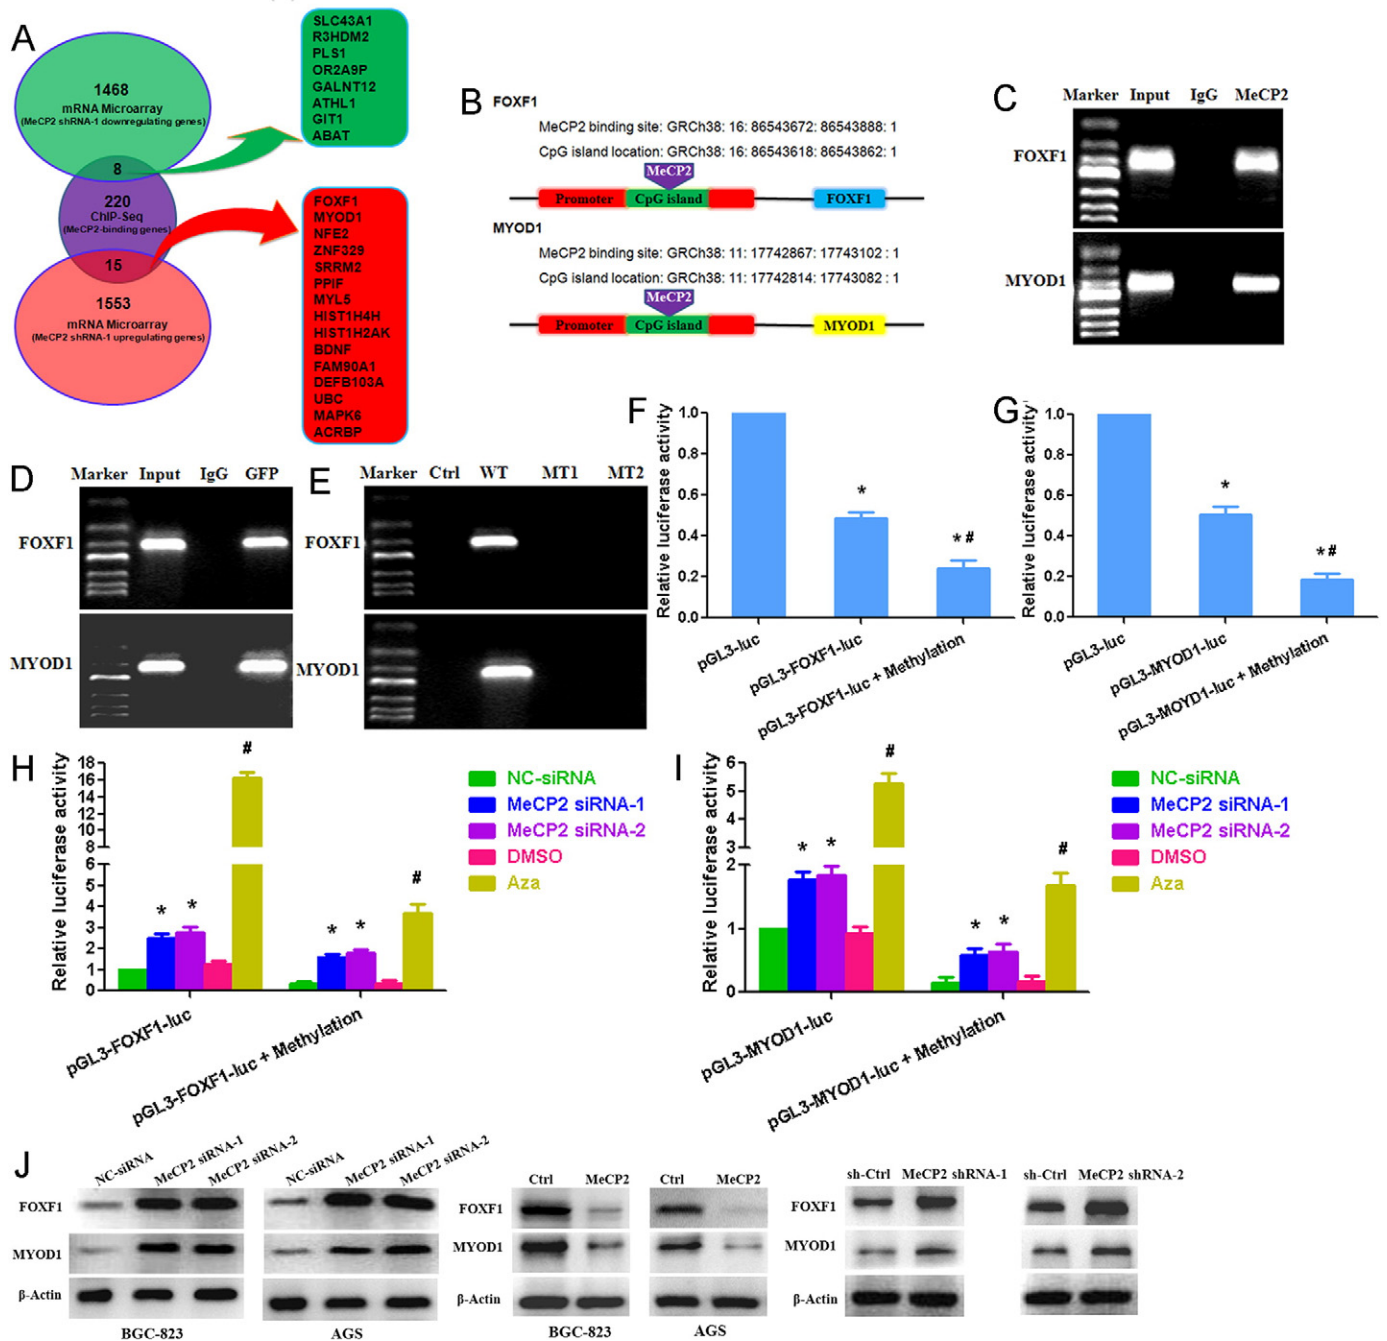 A
1468
mRNA Microarray
(MeCP2 shRNA-1 downregulating genes)
8
220
ChIP-Seq
(MeCP2-binding genes)
15
1553
mRNA Microarray
(MeCP2 shRNA-1 upregulating genes)
SLC43A1
R3HDM2
PLS1
OR2A9P
GALNT12
ATHL1
GIT1
ABAT
FOXF1
MYOD1
NFE2
ZNF329
SRRM2
PPIF
MYL5
HIST1H4H
HIST1H2AK
BDNF
FAM90A1
DEFB103A
UBC
MAPK6
ACRBP
B
FOXF1
MeCP2 binding site: GRCh38: 16: 86543672: 86543888: 1
CpG island location: GRCh38: 16: 86543618: 86543862: 1
MeCP2
Promoter CpG island FOXF1
MYOD1
MeCP2 binding site: GRCh38: 11: 17742867: 17743102 : 1
CpG island location: GRCh38: 11: 17742814: 17743082 : 1
MeCP2
Promoter CpG island MYOD1
C
Marker Input IgG MeCP2
FOXF1
MYOD1
D
Marker Input IgG GFP
FOXF1
MYOD1
E
Marker Ctrl WT MT1 MT2
FOXF1
MYOD1
F
Relative luciferase activity
1.0
0.8
0.6
0.4
0.2
0.0
*
* #
pGL3-luc
pGL3-FOXF1-luc
pGL3-FOXF1-luc + Methylation
G
Relative luciferase activity
1.0
0.8
0.6
0.4
0.2
0.0
*
* #
pGL3-luc
pGL3-MYOD1-luc
pGL3-MOYD1-luc + Methylation
H
Relative luciferase activity
18
16
14
12
10
8
6
5
4
3
2
1
0
* * #
* * #
pGL3-FOXF1-luc
pGL3-FOXF1-luc + Methylation
NC-siRNA
MeCP2 siRNA-1
MeCP2 siRNA-2
DMSO
Aza
I
Relative luciferase activity
6
5
4
3
2
1
0
* * #
* * #
pGL3-MYOD1-luc
pGL3-MYOD1-luc + Methylation
NC-siRNA
MeCP2 siRNA-1
MeCP2 siRNA-2
DMSO
Aza
J
NC-siRNA MeCP2 siRNA-1 MeCP2 siRNA-2
NC-siRNA MeCP2 siRNA-1 MeCP2 siRNA-2
FOXF1
MYOD1
β-Actin
BGC-823 AGS
Ctrl MeCP2 Ctrl MeCP2
FOXF1
MYOD1
β-Actin
BGC-823 AGS
sh-Ctrl MeCP2 shRNA-1 sh-Ctrl MeCP2 shRNA-2
FOXF1
MYOD1
β-Actin